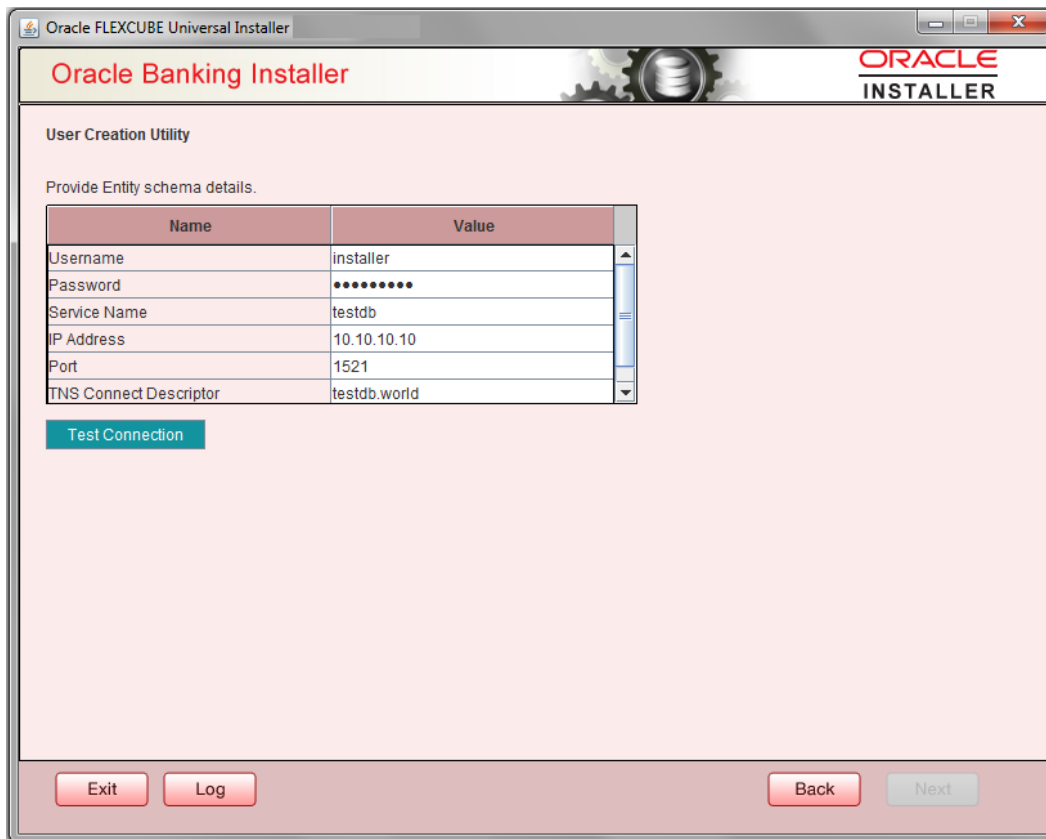 Oracle FLEXCUBE Universal Installer
Oracle Banking Installer
ORACLE
INSTALLER
User Creation Utility
Provide Entity schema details.
Name Value
Username installer
Password •••••••••
Service Name testdb
IP Address 10.10.10.10
Port 1521
TNS Connect Descriptor testdb.world
Test Connection
Exit Log Back Next